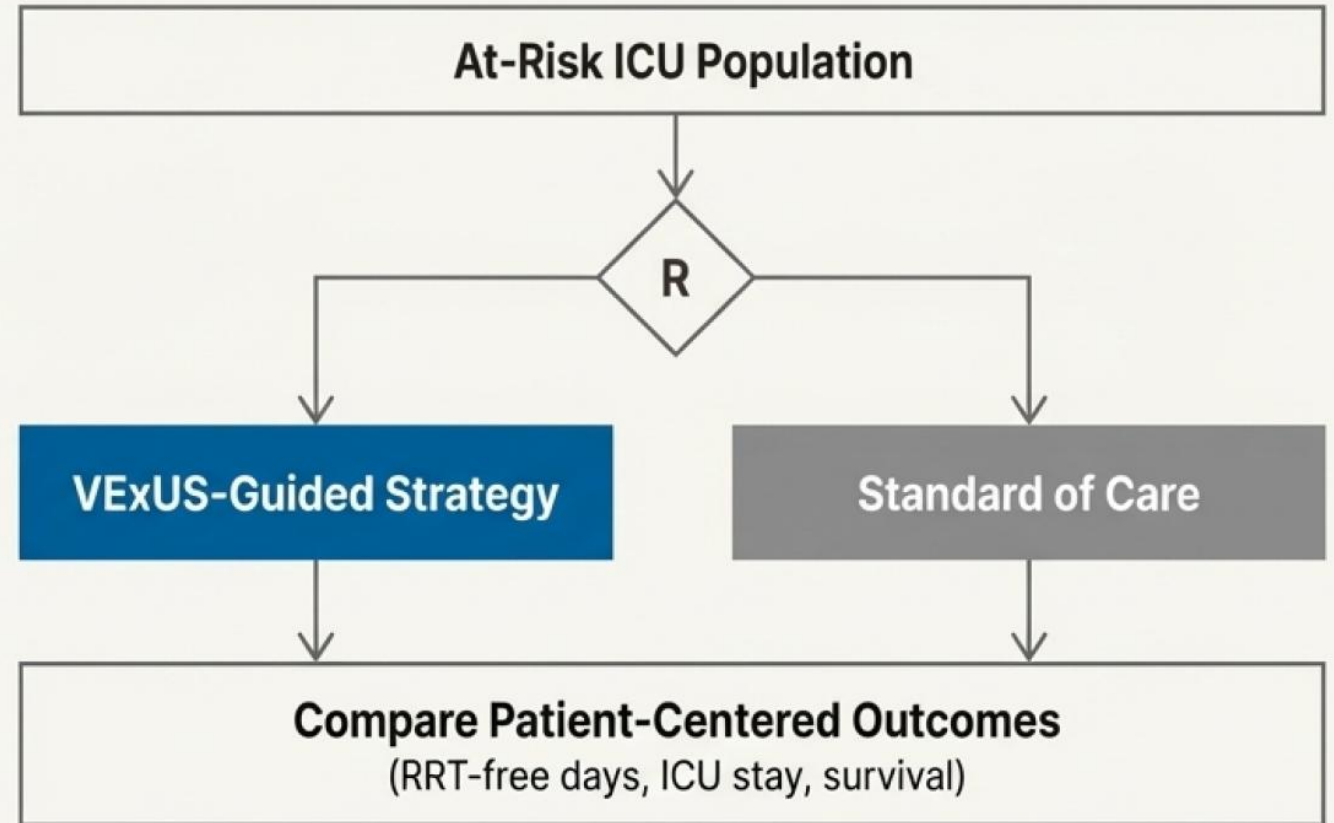 At-Risk ICU Population
R
VExUS-Guided Strategy
Standard of Care
Compare Patient-Centered Outcomes
(RRT-free days, ICU stay, survival)